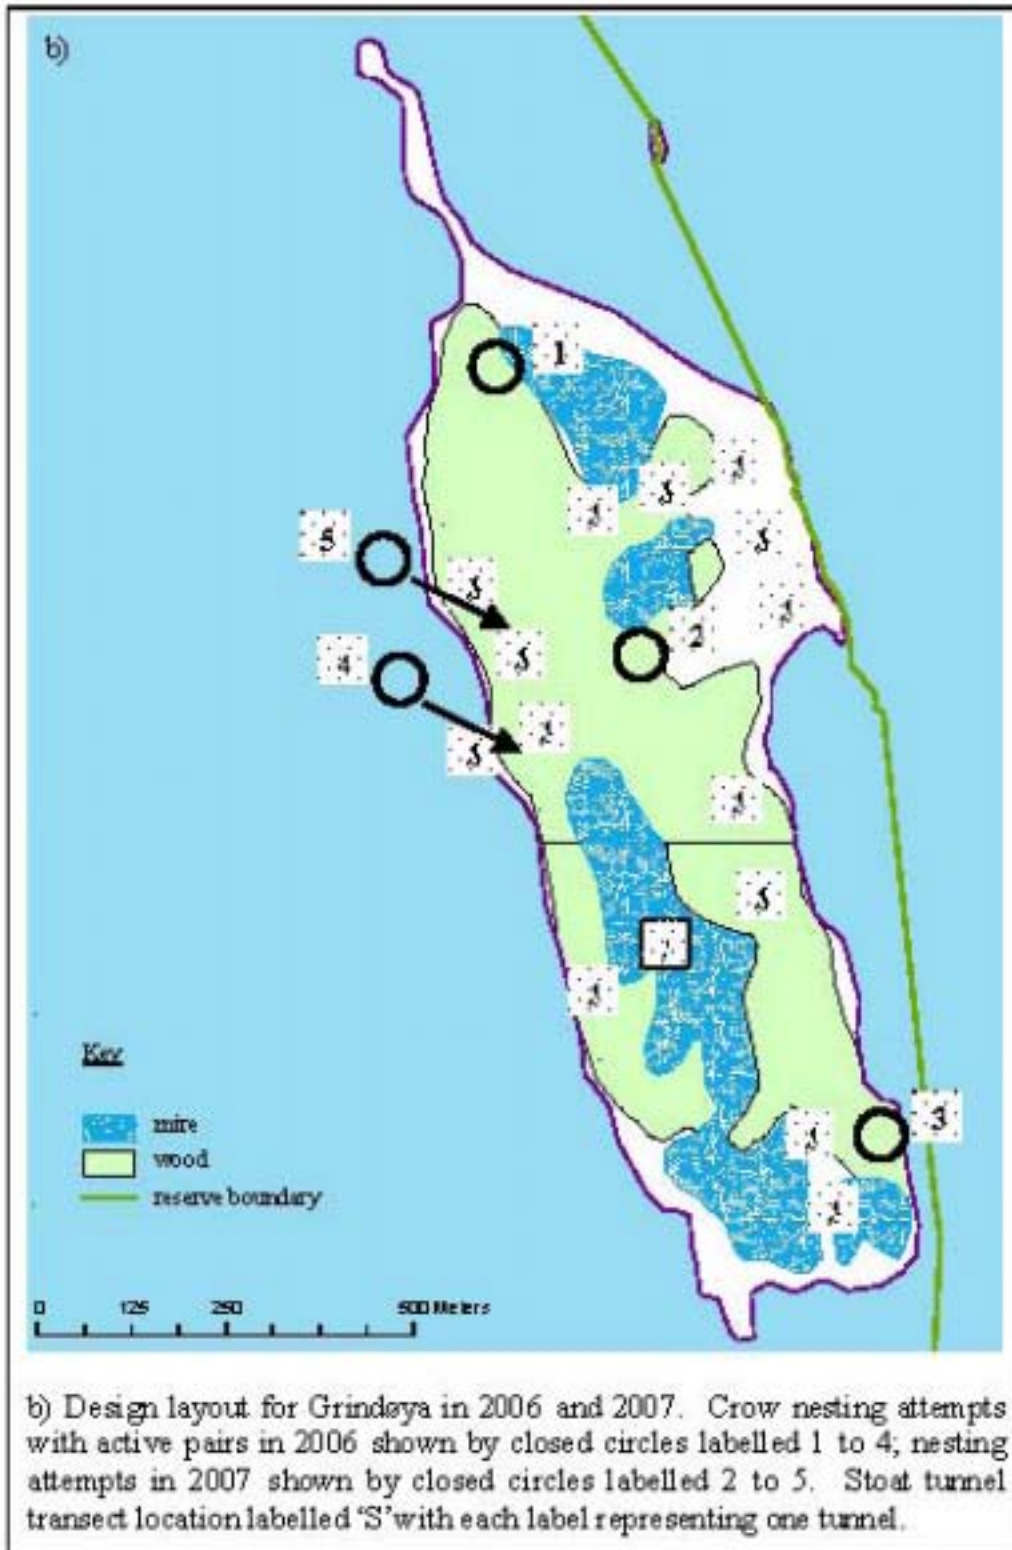 b)
1
S
S
S
S
5
S
S
2
S
4
S
S
S
S
?
S
3
S
S
Key
mire
wood
reserve boundary
0 125 250 500 Meters
b) Design layout for Grindøya in 2006 and 2007. Crow nesting attempts
with active pairs in 2006 shown by closed circles labelled 1 to 4; nesting
attempts in 2007 shown by closed circles labelled 2 to 5. Stoat tunnel
transect location labelled ‘S’ with each label representing one tunnel.